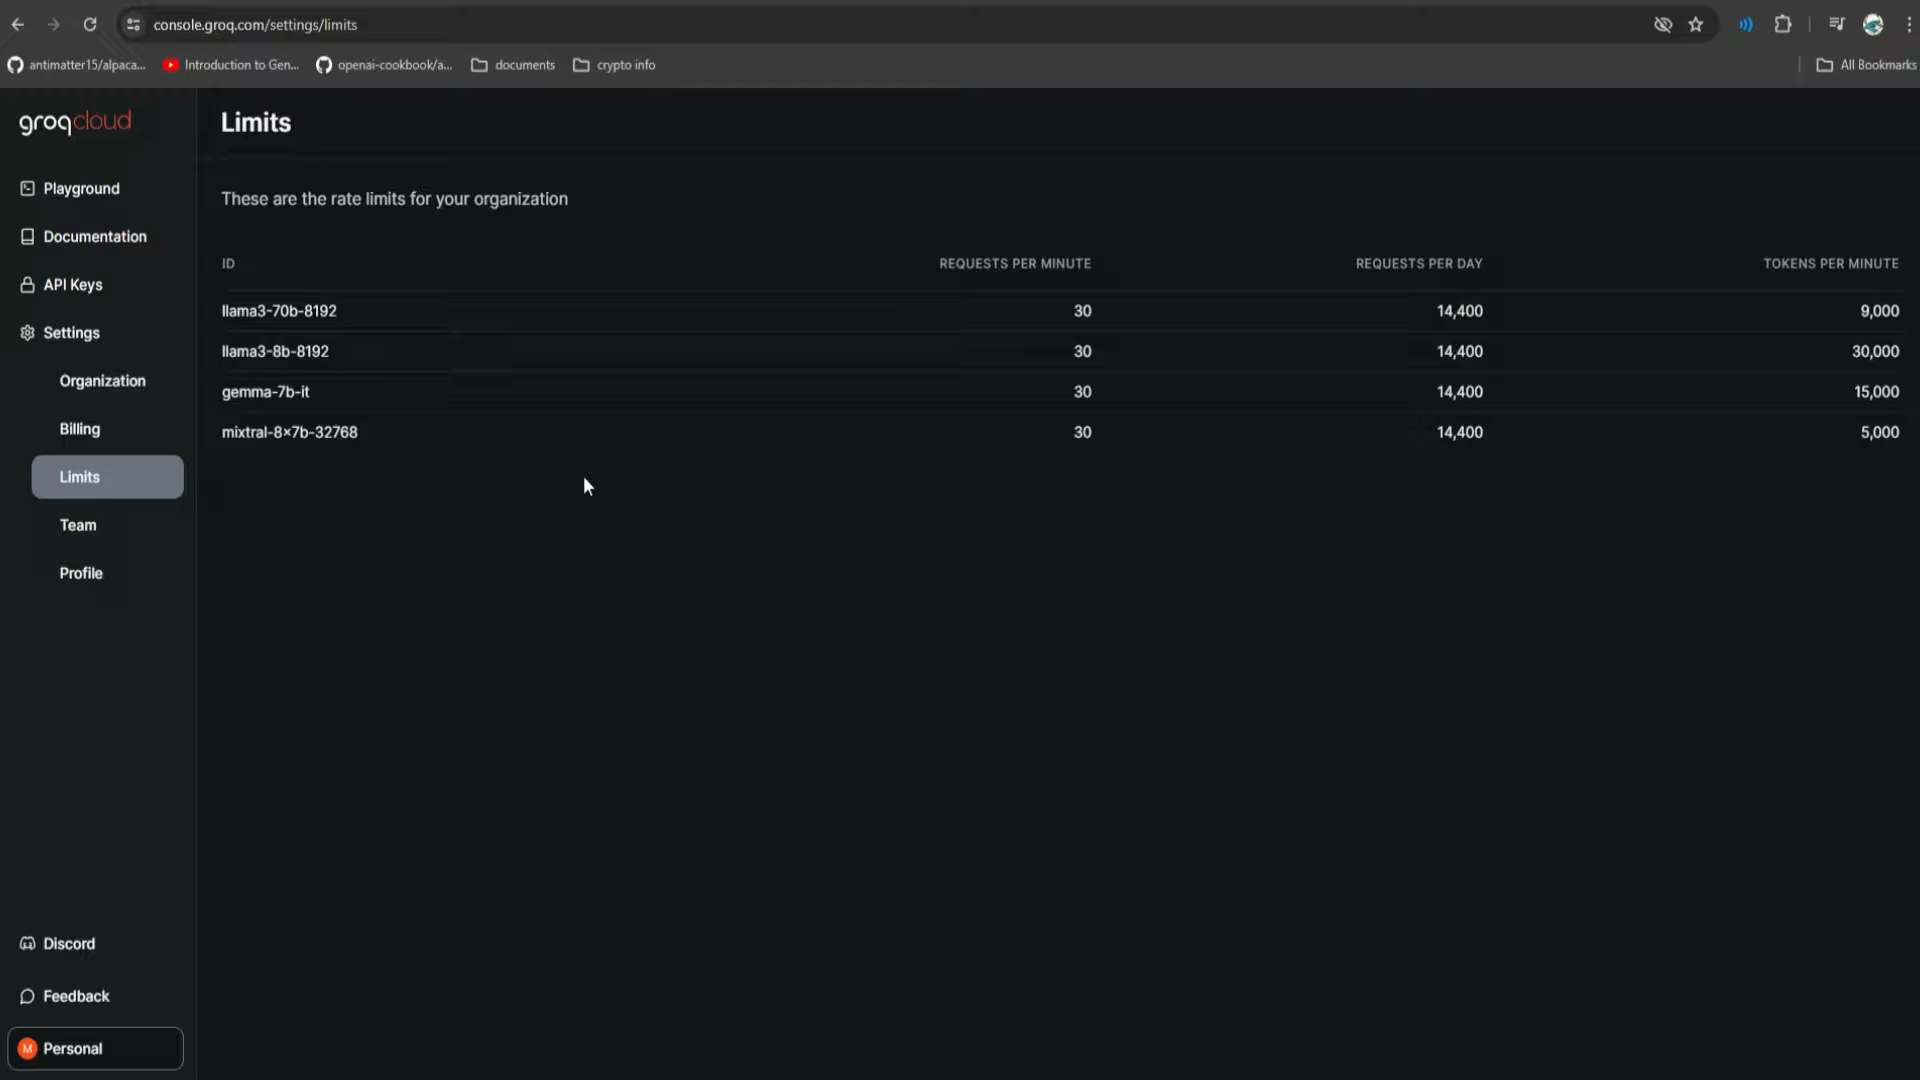 console.groq.com/settings/limits
antimatter15/alpaca...
Introduction to Gen...
openai-cookbook/a...
documents
crypto info
All Bookmarks
groqcloud
Playground
Documentation
API Keys
Settings
Organization
Billing
Limits
Team
Profile
Discord
Feedback
M Personal
Limits
These are the rate limits for your organization
ID REQUESTS PER MINUTE REQUESTS PER DAY TOKENS PER MINUTE
llama3-70b-8192 30 14,400 9,000
llama3-8b-8192 30 14,400 30,000
gemma-7b-it 30 14,400 15,000
mixtral-8×7b-32768 30 14,400 5,000